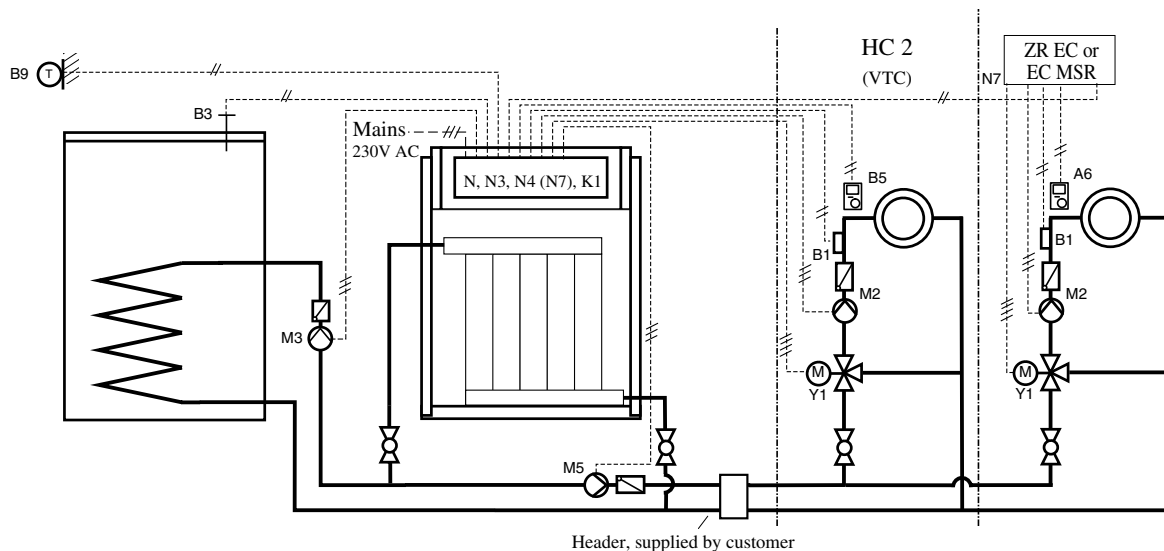 HC 2
(VTC)
ZR EC or
EC MSR
N7
B9
T
B3
Mains
230V AC
N, N3, N4 (N7), K1
B5
A6
B1
B1
M2
M2
M3
M
Y1
M
Y1
M5
Header, supplied by customer